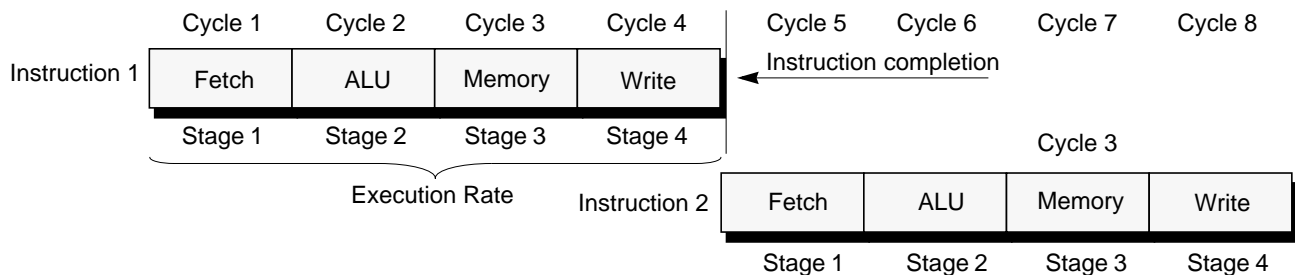 Cycle 1 Cycle 2 Cycle 3 Cycle 4 Cycle 5 Cycle 6 Cycle 7 Cycle 8
Instruction completion
Instruction 1 Fetch ALU Memory Write
Stage 1 Stage 2 Stage 3 Stage 4
Cycle 3
Execution Rate
Instruction 2 Fetch ALU Memory Write
Stage 1 Stage 2 Stage 3 Stage 4